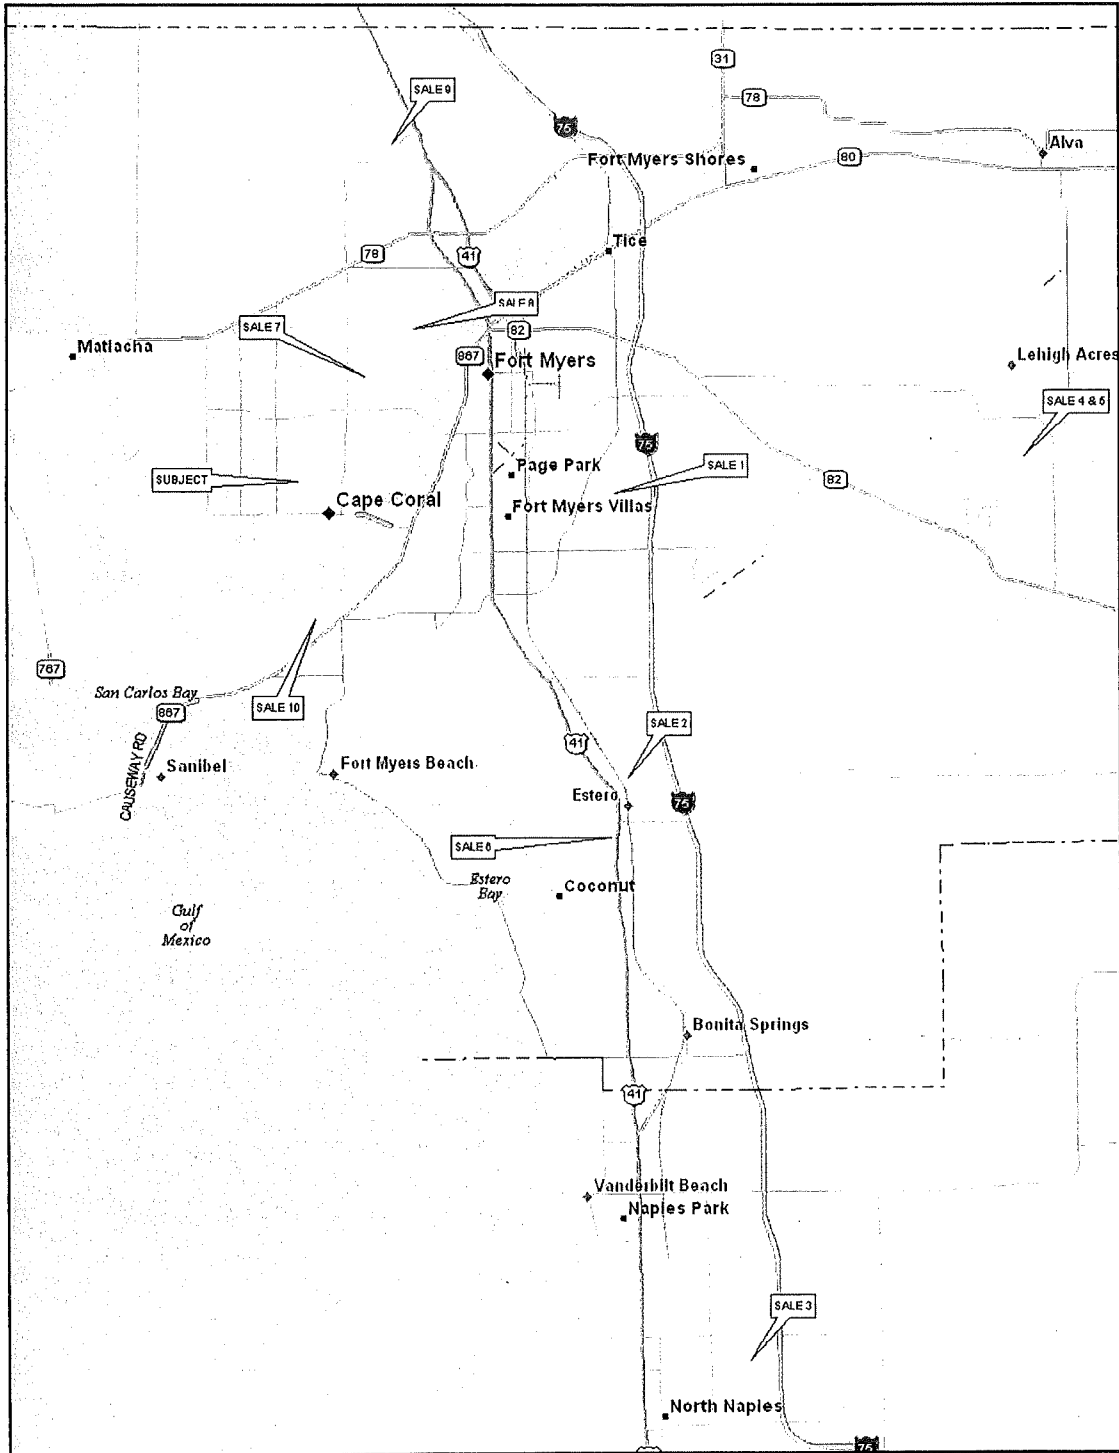 31
SALE 9
78
75
Alva
Fort Myers Shores
80
Tice
78
41
SALE 8
SALE 7
82
Matlacha
867
Fort Myers
Lehigh Acres
SALE 4 & 5
75
SALE 1
Page Park
SUBJECT
82
Cape Coral
Fort Myers Villas
767
San Carlos Bay
SALE 10
867
SALE 2
41
CAUSEWAY RD
Sanibel
Fort Myers Beach
Estero
75
SALE 6
Estero
Bay
Coconut
Gulf
of
Mexico
Bonita Springs
41
Vanderbilt Beach
Naples Park
SALE 3
North Naples
75